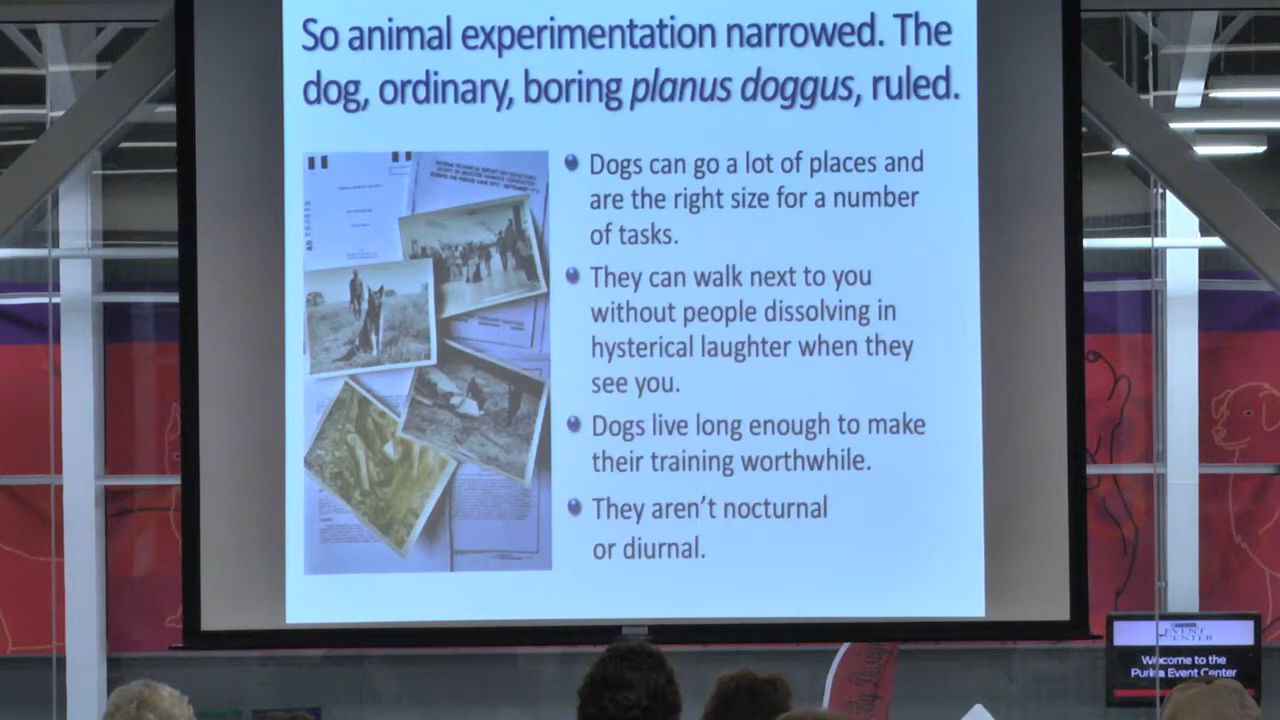 So animal experimentation narrowed. The
dog, ordinary, boring planus doggus, ruled.
Dogs can go a lot of places and
are the right size for a number
of tasks.
They can walk next to you
without people dissolving in
hysterical laughter when they
see you.
Dogs live long enough to make
their training worthwhile.
They aren't nocturnal
or diurnal.
EVENT
CENTER
Welcome to the
Purina Event Center